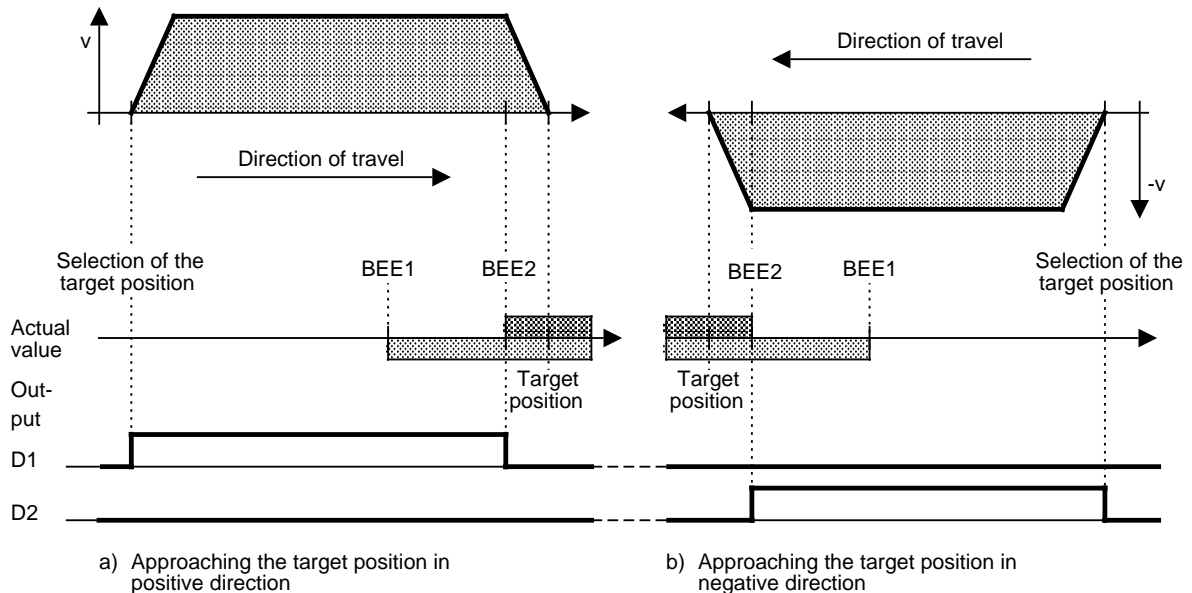 v
Direction of travel
Direction of travel
-v
Selection of the
target position
BEE1
BEE2
BEE2
BEE1
Selection of the
target position
Actual
value
Target
position
Target
position
Out-
put
D1
D2
a) Approaching the target position in
positive direction
b) Approaching the target position in
negative direction